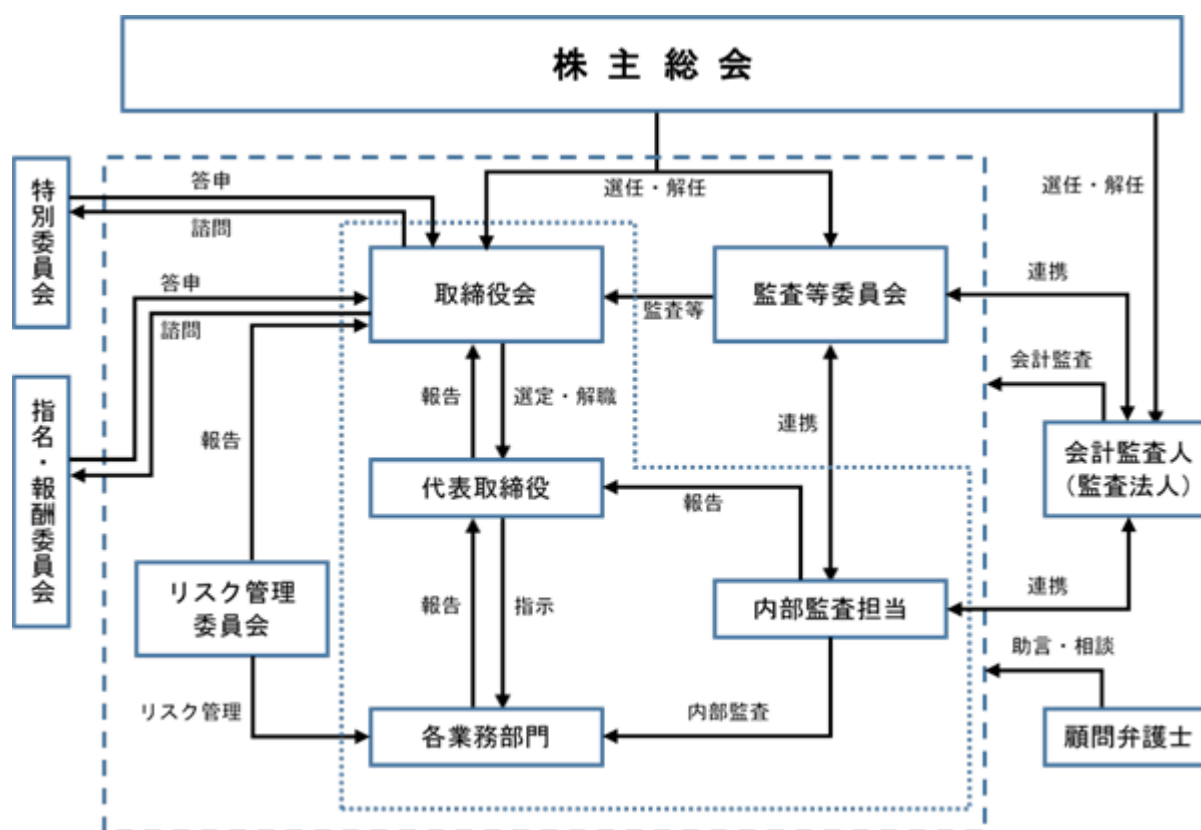 株主総会
選任・解任
選任・解任
特別委員会
答申
諮問
取締役会
監査等
監査等委員会
連携
答申
諮問
会計監査
指名・報酬委員会
報告
報告
選定・解職
連携
会計監査人
（監査法人）
代表取締役
報告
リスク管理
委員会
報告
指示
内部監査担当
連携
助言・相談
リスク管理
各業務部門
内部監査
顧問弁護士